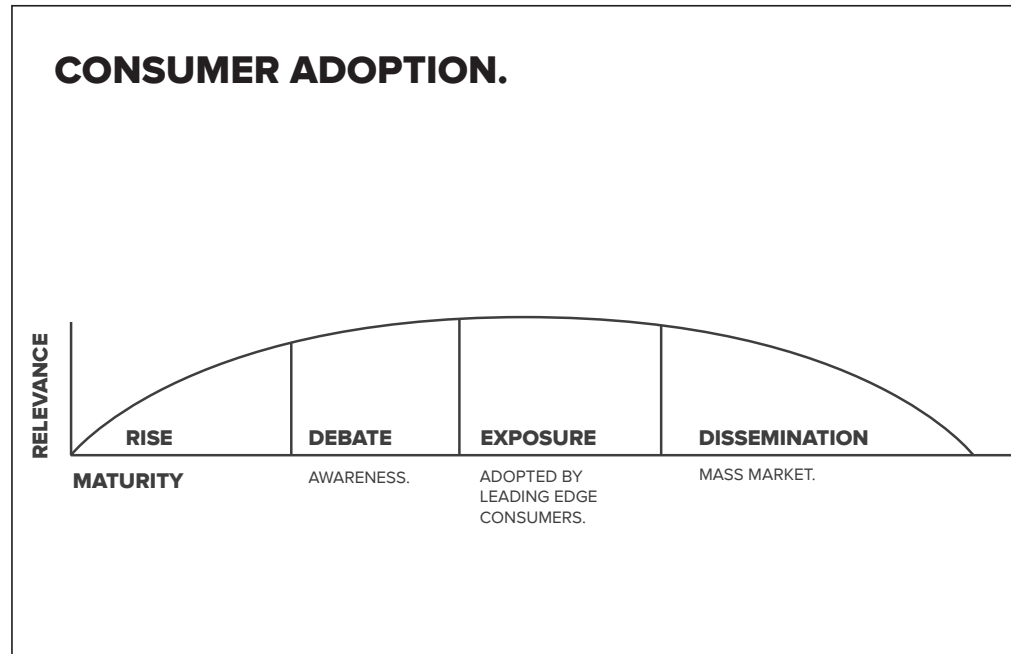 CONSUMER ADOPTION.
RELEVANCE
RISE
DEBATE
EXPOSURE
DISSEMINATION
MATURITY
AWARENESS.
ADOPTED BY
LEADING EDGE
CONSUMERS.
MASS MARKET.